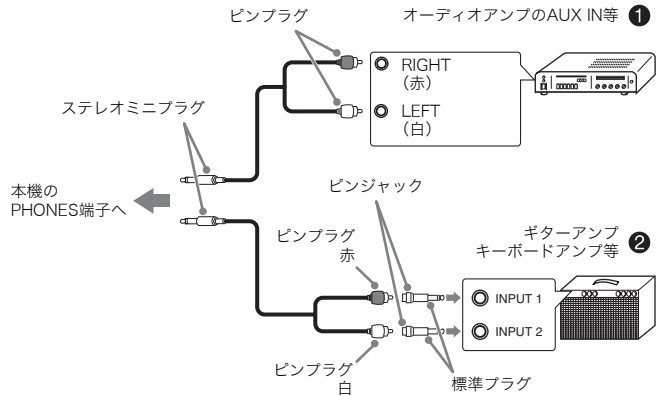 ピンプラグ
オーディオアンプのAUX IN等 ❶
RIGHT
（赤）
LEFT
（白）
ステレオミニプラグ
本機の
PHONES端子へ
ピンジャック
ピンプラグ
赤
ギターアンプ
キーボードアンプ等 ❷
INPUT 1
INPUT 2
ピンプラグ
白
標準プラグ